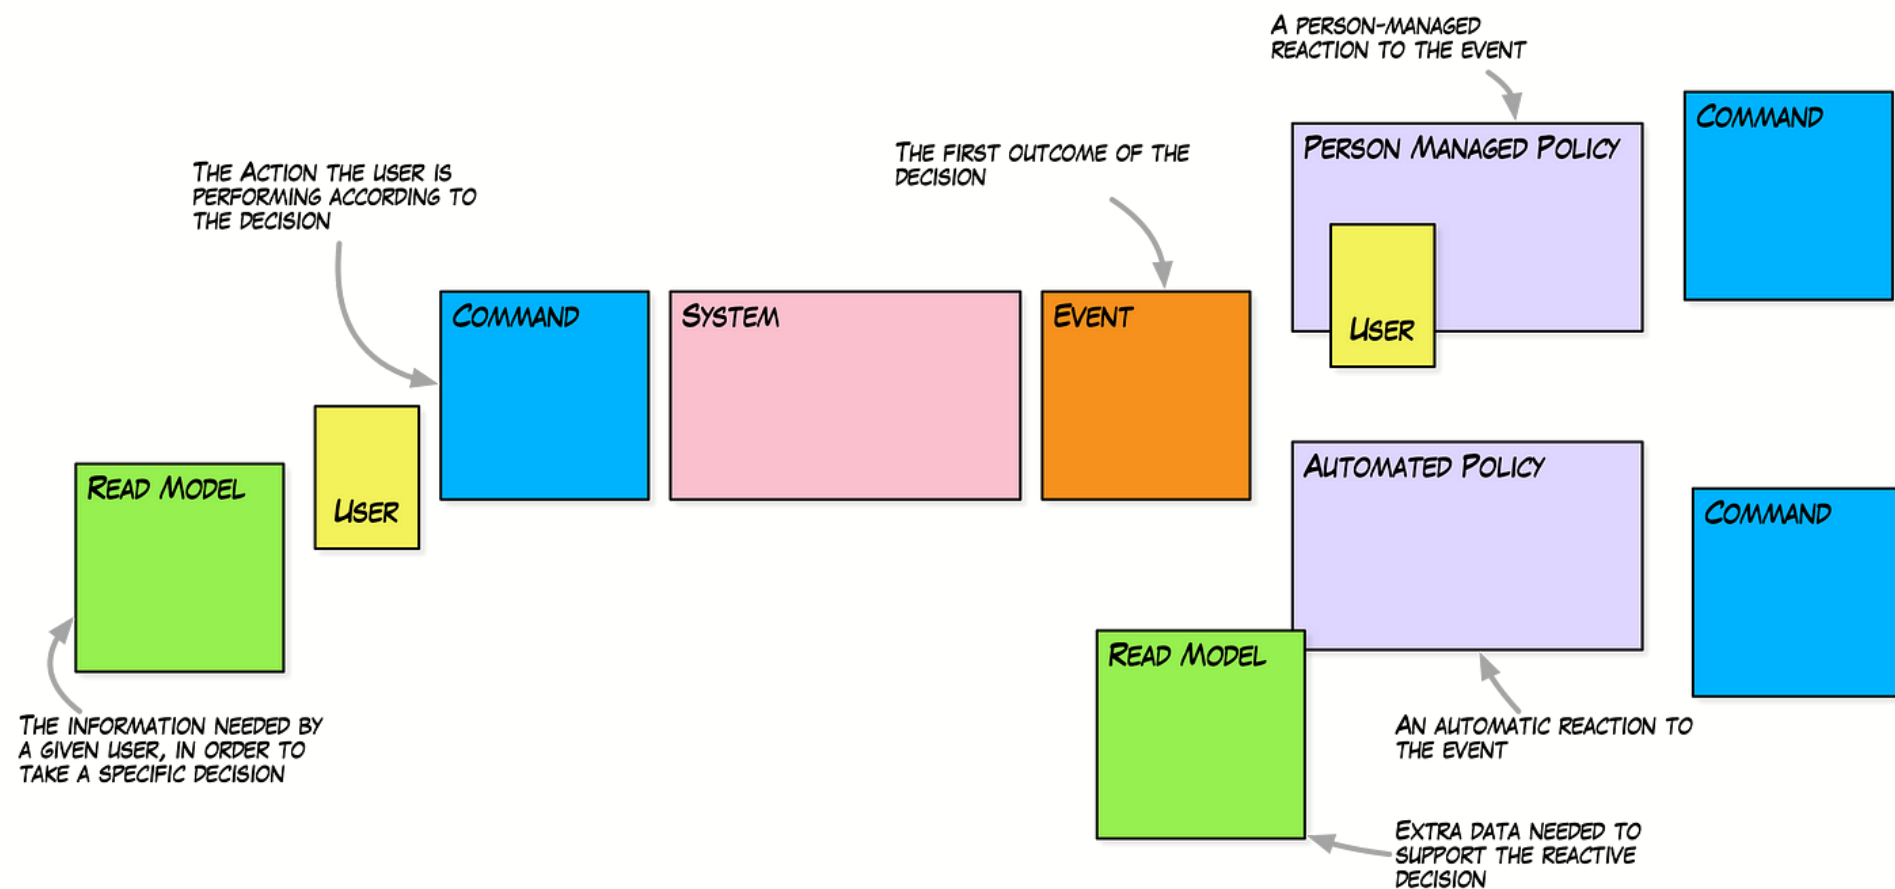 A PERSON-MANAGED
REACTION TO THE EVENT
COMMAND
PERSON MANAGED POLICY
USER
THE FIRST OUTCOME OF THE
DECISION
THE ACTION THE USER IS
PERFORMING ACCORDING TO
THE DECISION
COMMAND
SYSTEM
EVENT
READ MODEL
USER
AUTOMATED POLICY
COMMAND
READ MODEL
THE INFORMATION NEEDED BY
A GIVEN USER, IN ORDER TO
TAKE A SPECIFIC DECISION
AN AUTOMATIC REACTION TO
THE EVENT
EXTRA DATA NEEDED TO
SUPPORT THE REACTIVE
DECISION